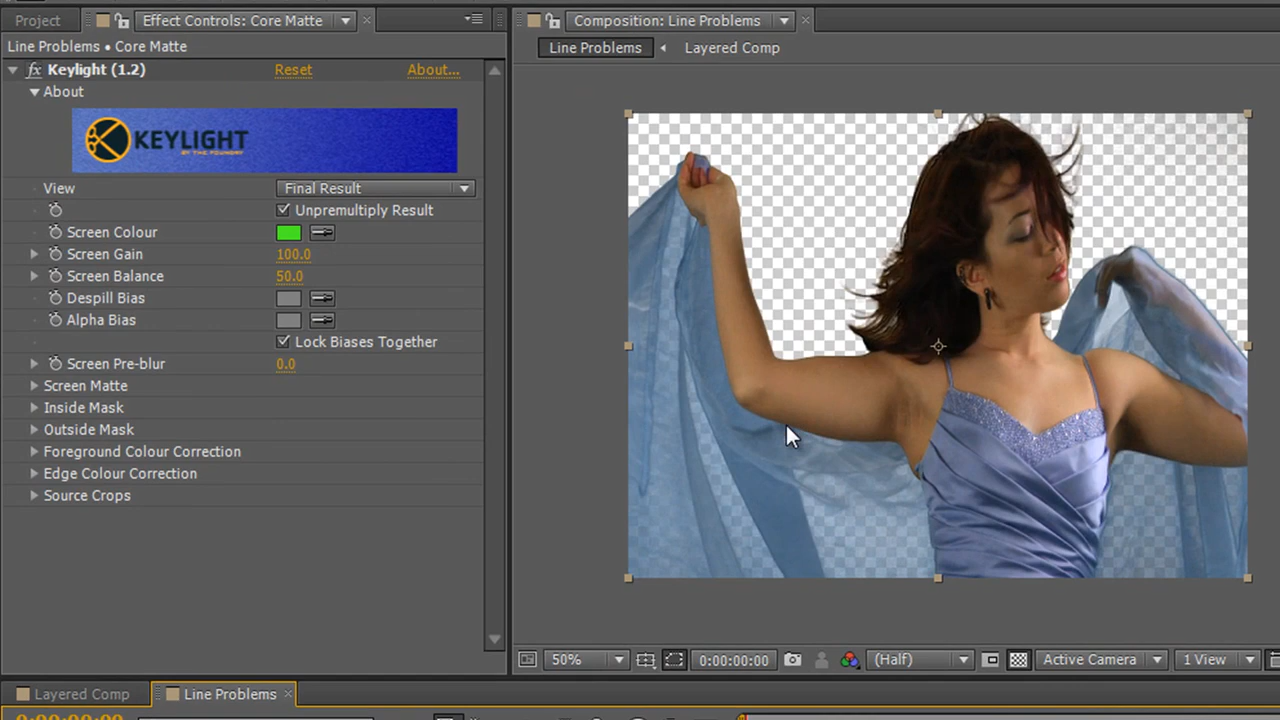 Project
Effect Controls: Core Matte
Line Problems • Core Matte
Keylight (1.2)
Reset
About...
About
KEYLIGHT
BY THE FOUNDRY
View
Final Result
Unpremultiply Result
Screen Colour
Screen Gain
100.0
Screen Balance
50.0
Despill Bias
Alpha Bias
Lock Biases Together
Screen Pre-blur
0.0
Screen Matte
Inside Mask
Outside Mask
Foreground Colour Correction
Edge Colour Correction
Source Crops
Composition: Line Problems
Line Problems
Layered Comp
50%
0:00:00:00
(Half)
Active Camera
1 View
Layered Comp
Line Problems